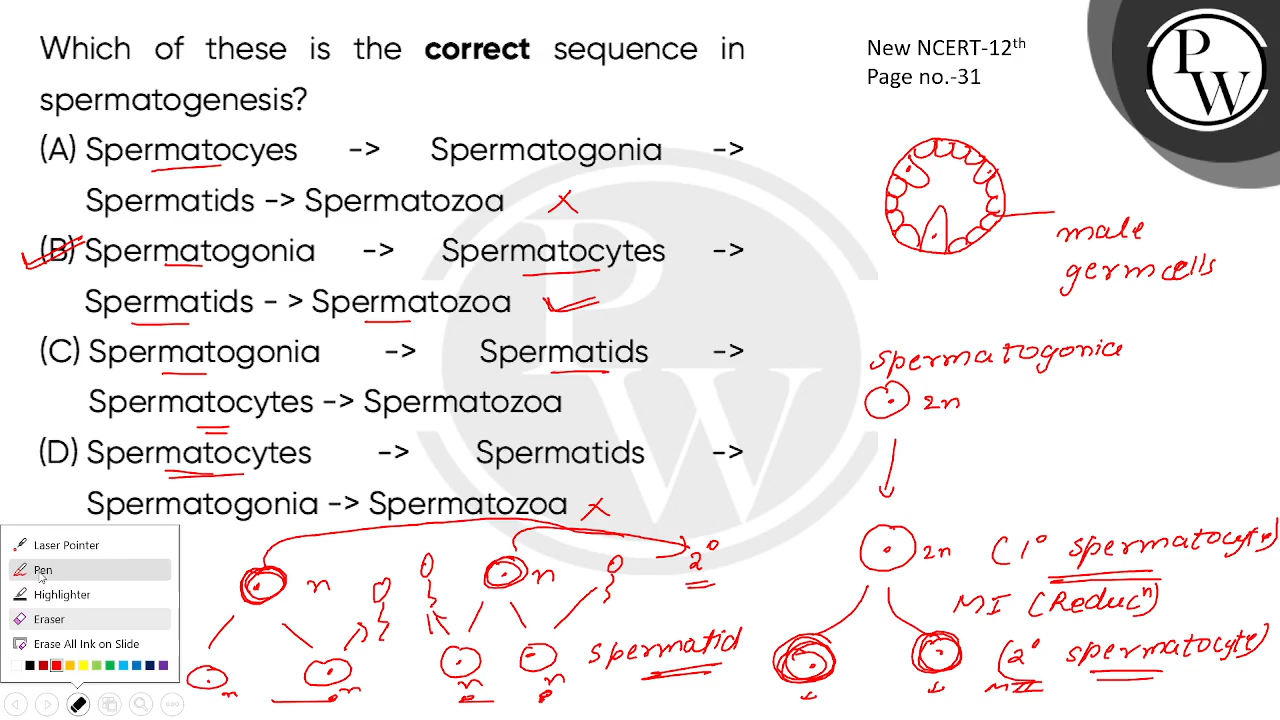 Which of these is the correct sequence in
spermatogenesis?
(A) Spermatocyes -> Spermatogonia ->
Spermatids -> Spermatozoa X
(B) Spermatogonia -> Spermatocytes ->
Spermatids - > Spermatozoa
(C) Spermatogonia -> Spermatids ->
Spermatocytes -> Spermatozoa
(D) Spermatocytes -> Spermatids ->
Spermatogonia -> Spermatozoa X
New NCERT-12th
Page no.-31
P
W
male
germcells
spermatogonia
2n
2n (1° spermatocyte)
MI (Reducn)
(2° spermatocyte)
MII
2°
n
n
spermatid
n
n
n
n
P
W
Laser Pointer
Pen
Highlighter
Eraser
Erase All Ink on Slide